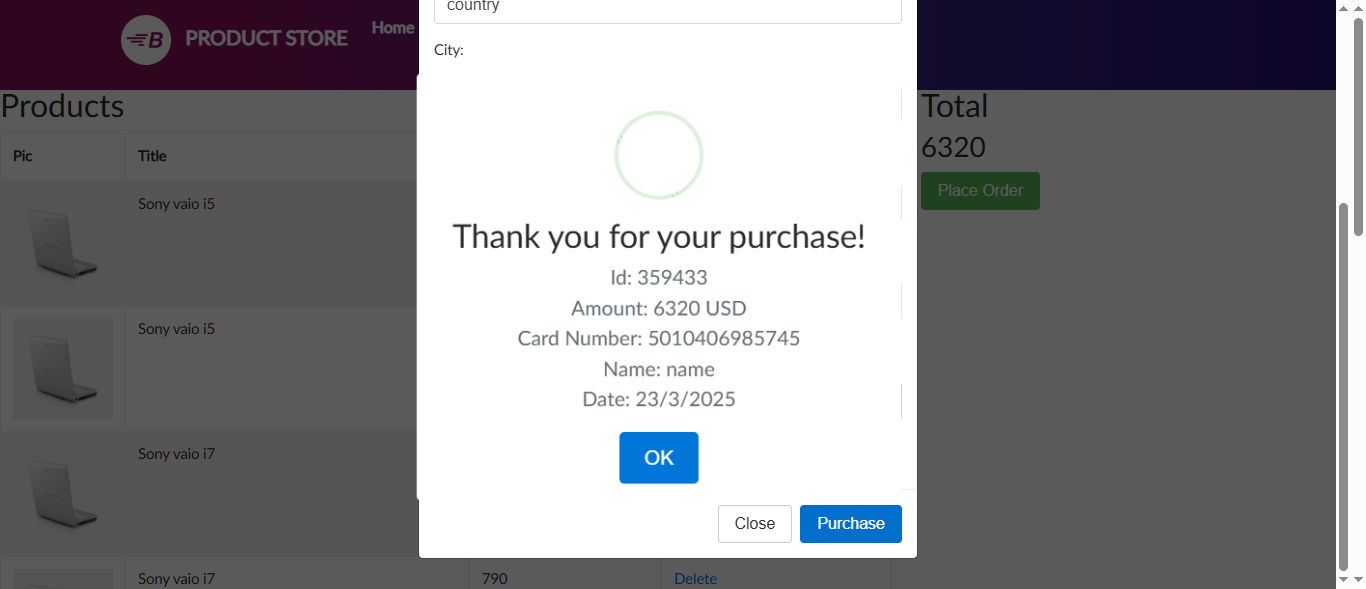 B PRODUCT STORE
Home
country
City:
Products
Pic Title
Sony vaio i5
Sony vaio i5
Sony vaio i7
Sony vaio i7 790 Delete
Thank you for your purchase!
Id: 359433
Amount: 6320 USD
Card Number: 5010406985745
Name: name
Date: 23/3/2025
OK
Close Purchase
Total
6320
Place Order